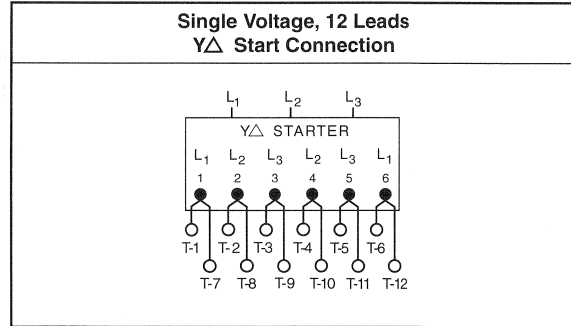 Single Voltage, 12 Leads
Y△ Start Connection
L1 L2 L3
Y△ STARTER
L1 L2 L3 L2 L3 L1
1 2 3 4 5 6
T-1 T-2 T-3 T-4 T-5 T-6
T-7 T-8 T-9 T-10 T-11 T-12